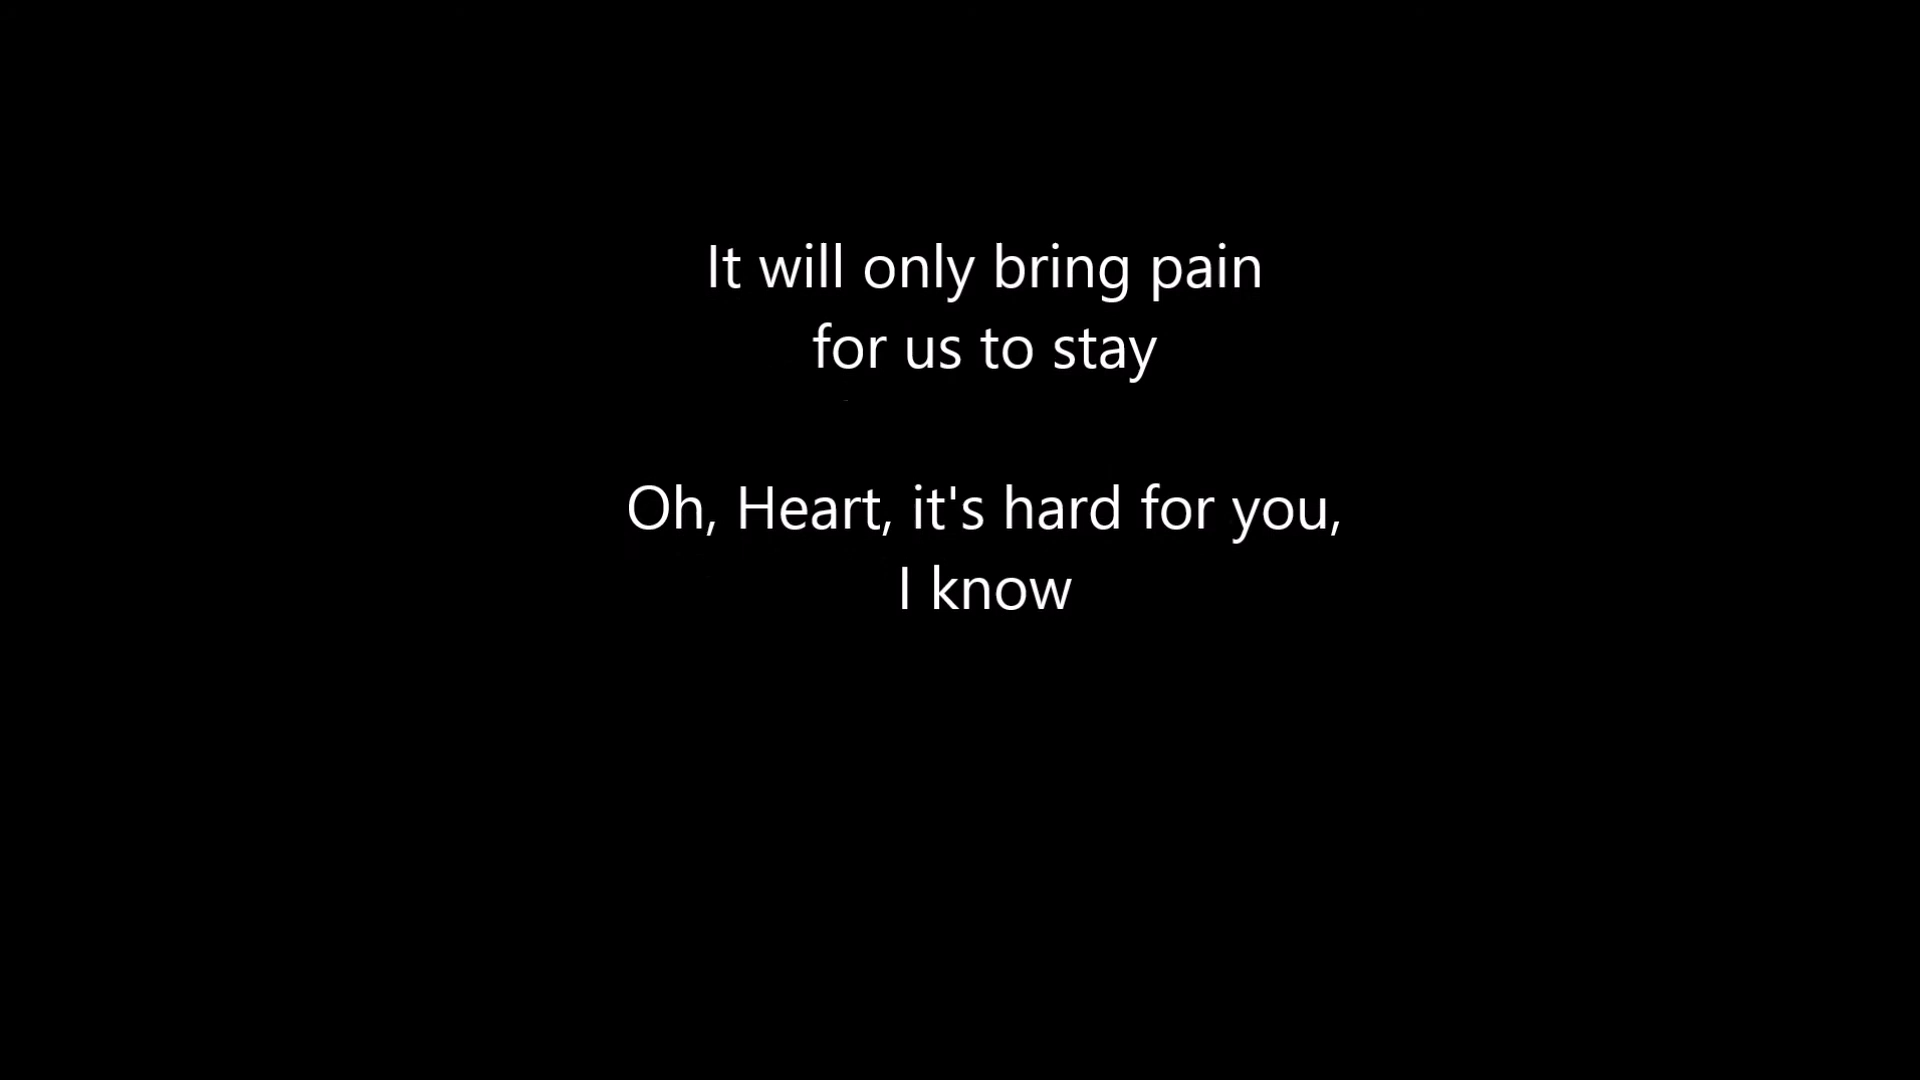 It will only bring pain
for us to stay
Oh, Heart, it's hard for you,
I know